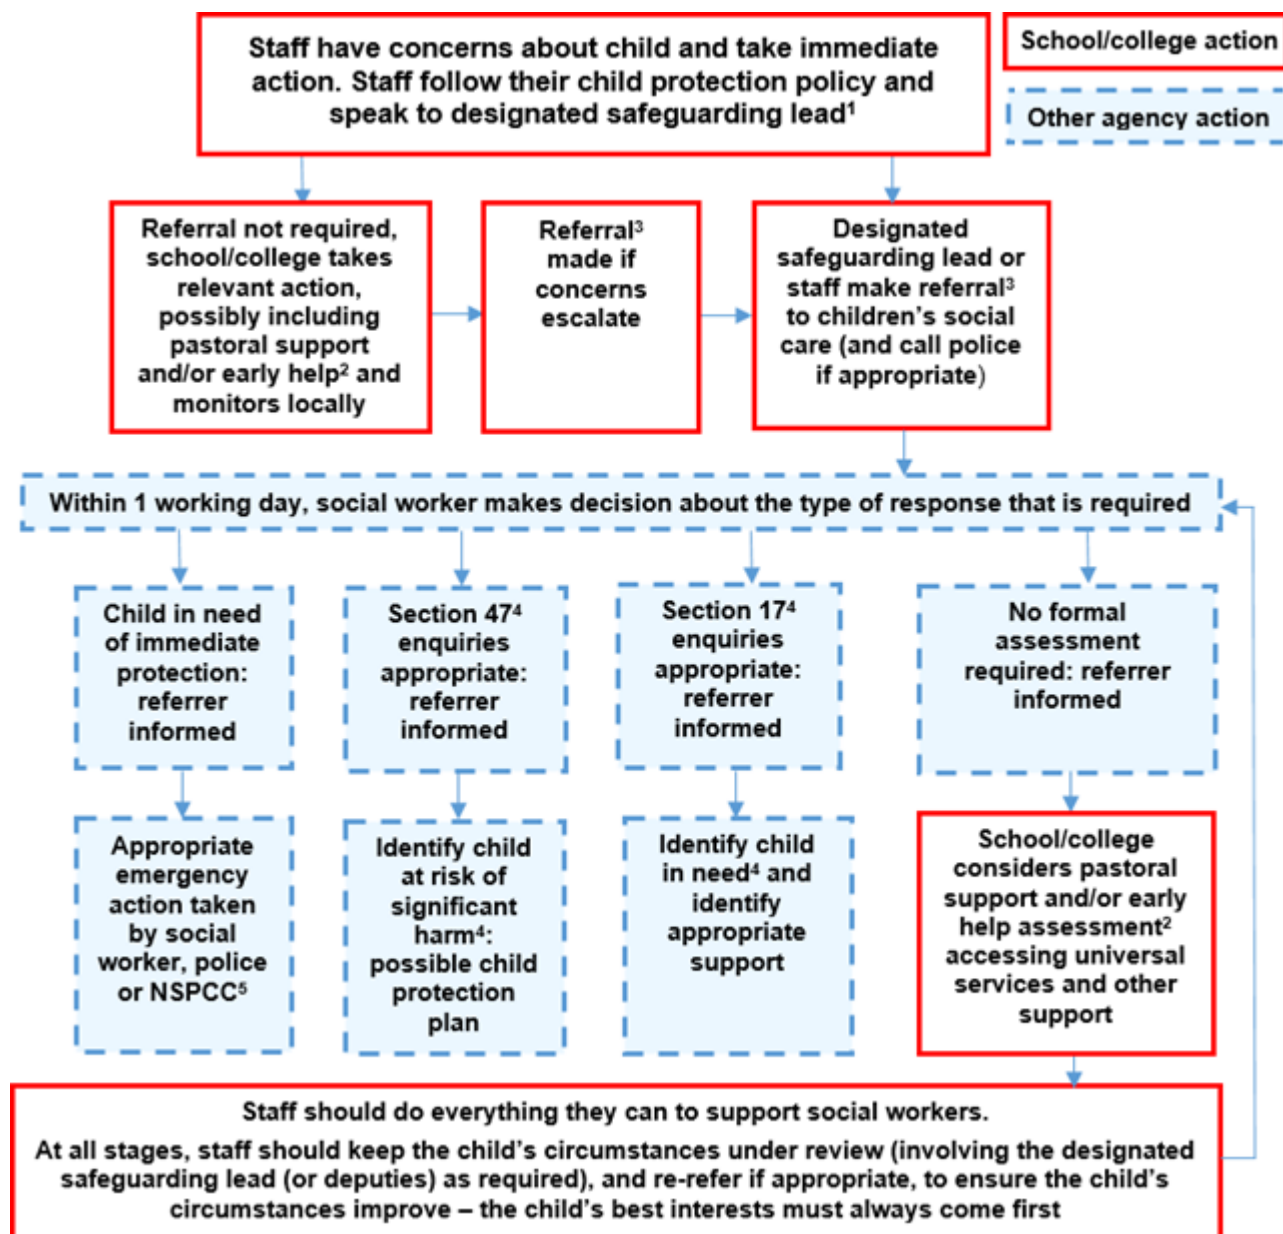 Staff have concerns about child and take immediate
action. Staff follow their child protection policy and
speak to designated safeguarding lead¹
School/college action
Other agency action
Referral not required,
school/college takes
relevant action,
possibly including
pastoral support
and/or early help² and
monitors locally
Referral³
made if
concerns
escalate
Designated
safeguarding lead or
staff make referral³
to children’s social
care (and call police
if appropriate)
Within 1 working day, social worker makes decision about the type of response that is required
Child in need
of immediate
protection:
referrer
informed
Section 47⁴
enquiries
appropriate:
referrer
informed
Section 17⁴
enquiries
appropriate:
referrer
informed
No formal
assessment
required: referrer
informed
Appropriate
emergency
action taken
by social
worker, police
or NSPCC⁵
Identify child
at risk of
significant
harm⁴:
possible child
protection
plan
Identify child
in need⁴ and
identify
appropriate
support
School/college
considers pastoral
support and/or early
help assessment²
accessing universal
services and other
support
Staff should do everything they can to support social workers.
At all stages, staff should keep the child’s circumstances under review (involving the designated
safeguarding lead (or deputies) as required), and re-refer if appropriate, to ensure the child’s
circumstances improve – the child’s best interests must always come first